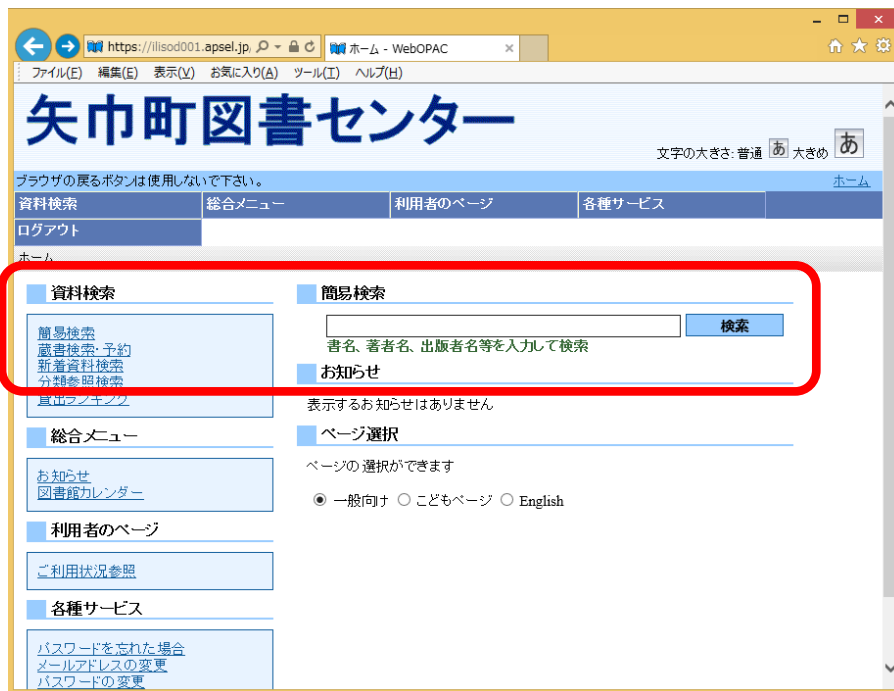 https://ilisod001.apsel.jp,
ホーム - WebOPAC
ファイル(F) 編集(E) 表示(V) お気に入り(A) ツール(T) ヘルプ(H)
矢巾町図書センター
文字の大きさ: 普通 あ 大きめ あ
ブラウザの戻るボタンは使用しないで下さい。 ホーム
資料検索 総合メニュー 利用者のページ 各種サービス
ログアウト
ホーム
資料検索
簡易検索
蔵書検索・予約
新着資料検索
分類参照検索
貸出ランキング
総合メニュー
お知らせ
図書館カレンダー
利用者のページ
ご利用状況参照
各種サービス
パスワードを忘れた場合
メールアドレスの変更
パスワードの変更
簡易検索
検索
書名、著者名、出版者名等を入力して検索
お知らせ
表示するお知らせはありません
ページ選択
ページの選択ができます
一般向け こどもページ English